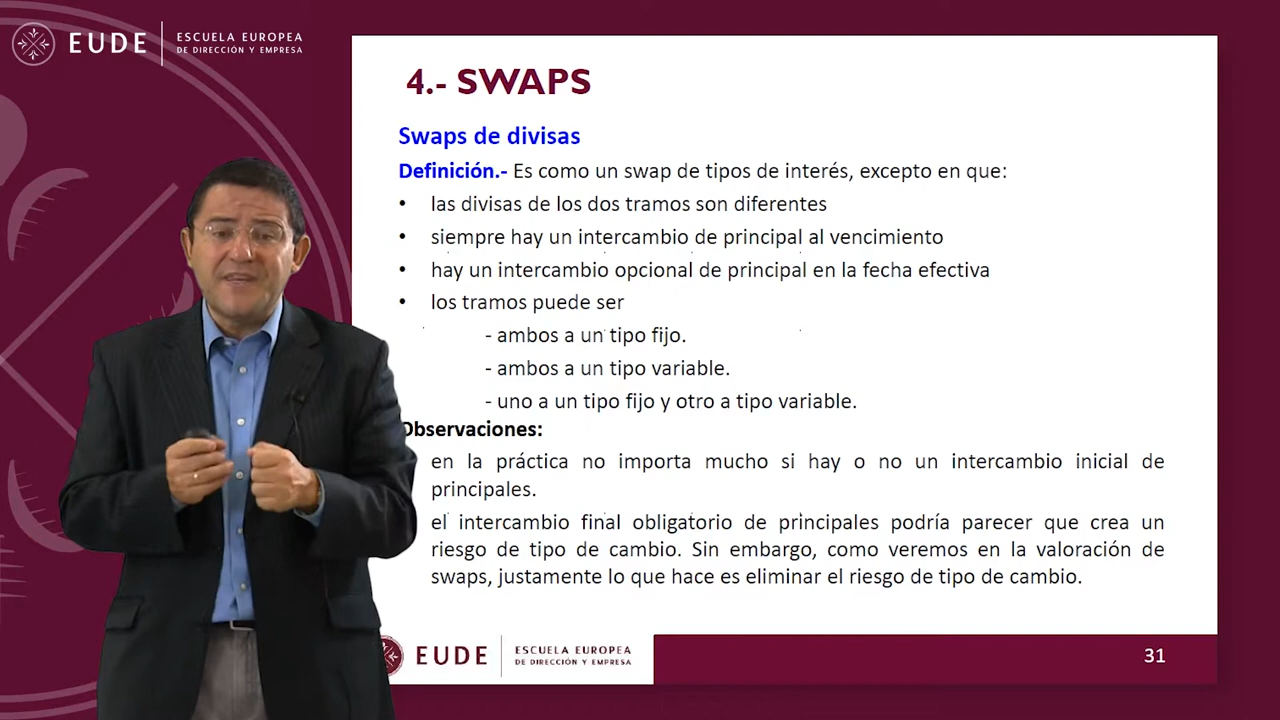 EUDE
ESCUELA EUROPEA
DE DIRECCIÓN Y EMPRESA
4.- SWAPS
Swaps de divisas
Definición.- Es como un swap de tipos de interés, excepto en que:
• las divisas de los dos tramos son diferentes
• siempre hay un intercambio de principal al vencimiento
• hay un intercambio opcional de principal en la fecha efectiva
• los tramos puede ser
- ambos a un tipo fijo.
- ambos a un tipo variable.
- uno a un tipo fijo y otro a tipo variable.
Observaciones:
en la práctica no importa mucho si hay o no un intercambio inicial de
principales.
el intercambio final obligatorio de principales podría parecer que crea un
riesgo de tipo de cambio. Sin embargo, como veremos en la valoración de
swaps, justamente lo que hace es eliminar el riesgo de tipo de cambio.
EUDE
ESCUELA EUROPEA
DE DIRECCIÓN Y EMPRESA
31